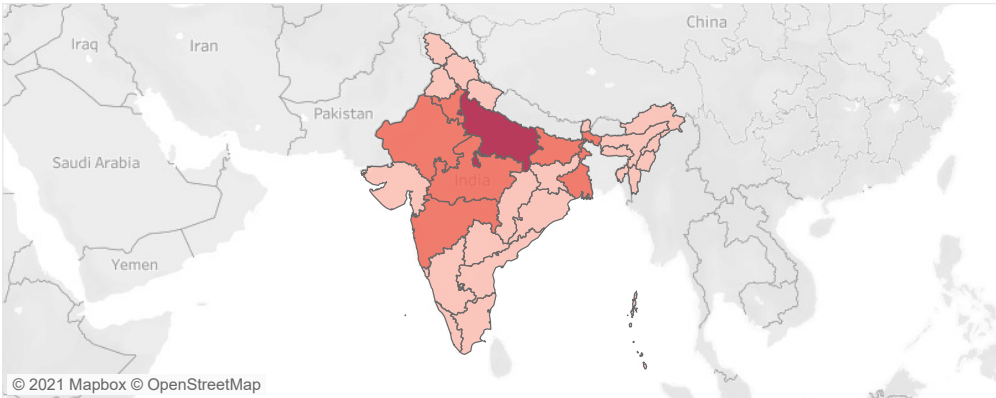 China
Iraq
Iran
Pakistan
Saudi Arabia
India
Yemen
© 2021 Mapbox © OpenStreetMap